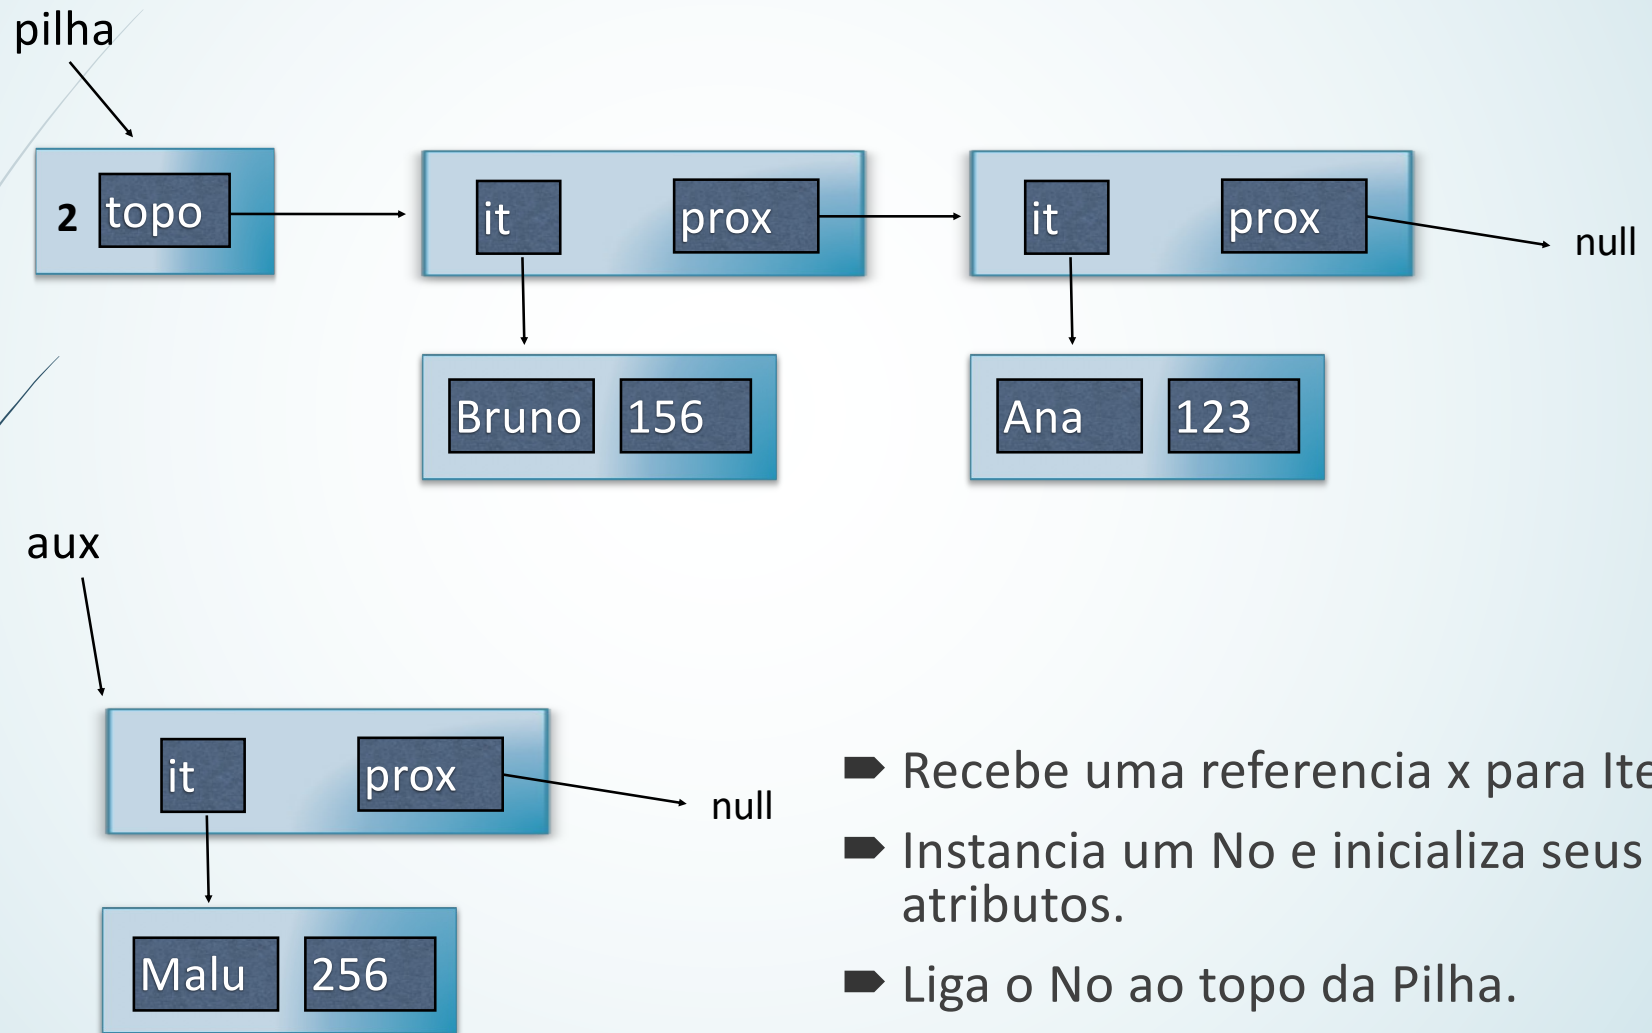 pilha
2 topo
it prox
it prox
null
Bruno 156
Ana 123
aux
it prox
null
Malu 256
Recebe uma referencia x para
Instancia um No e inicializa seus
atributos.
Liga o No ao topo da Pilha.